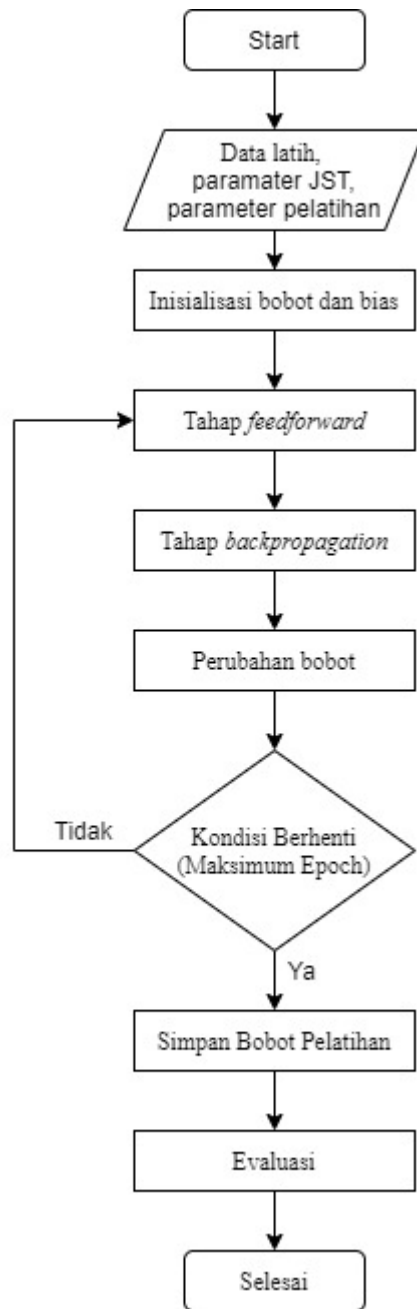 Start
Data latih,
paramater JST,
parameter pelatihan
Inisialisasi bobot dan bias
Tahap feedforward
Tahap backpropagation
Perubahan bobot
Kondisi Berhenti
(Maksimum Epoch)
Tidak
Ya
Simpan Bobot Pelatihan
Evaluasi
Selesai